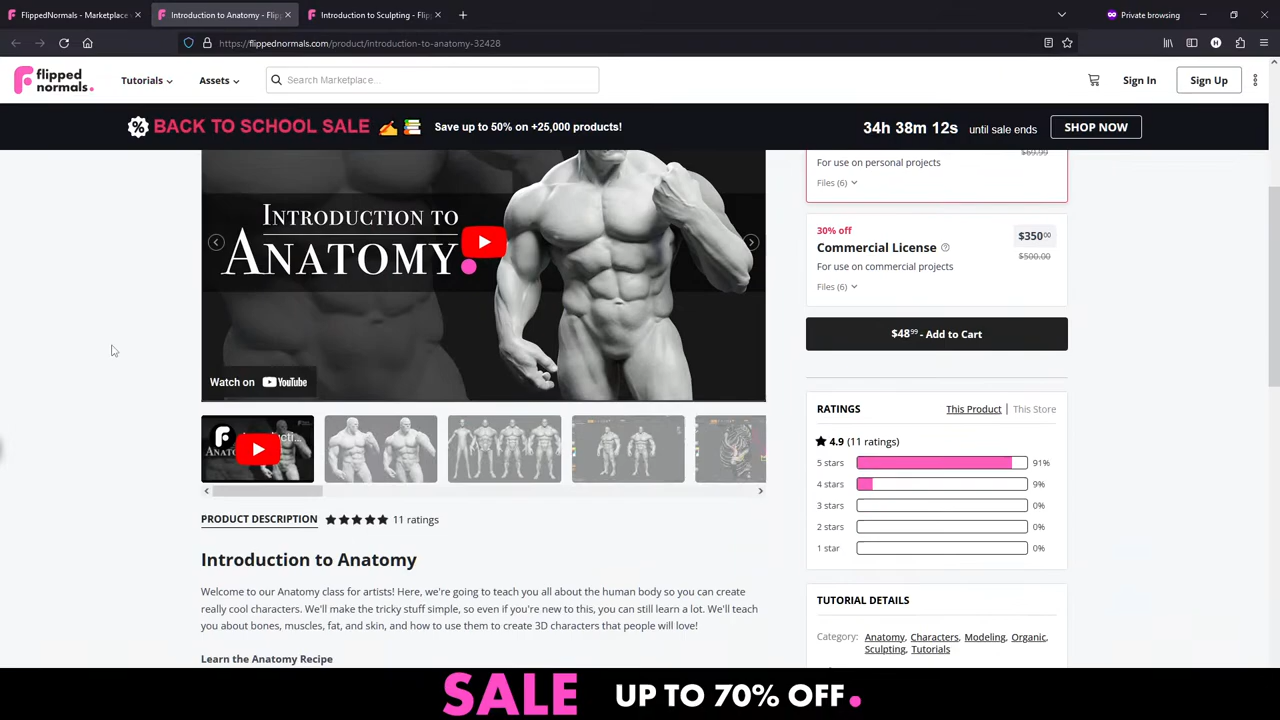 FlippedNormals - Marketplace
Introduction to Anatomy - Flip
Introduction to Sculpting - Flip
Private browsing
https://flippednormals.com/product/introduction-to-anatomy-32428
flipped
normals.
Tutorials
Assets
Search Marketplace...
Sign In
Sign Up
BACK TO SCHOOL SALE
Save up to 50% on +25,000 products!
34h 38m 12s until sale ends
SHOP NOW
INTRODUCTION TO
ANATOMY
Watch on YouTube
$69.99
For use on personal projects
Files (6)
30% off
Commercial License
$350.00
$500.00
For use on commercial projects
Files (6)
$48.99 - Add to Cart
RATINGS
This Product | This Store
4.9 (11 ratings)
5 stars 91%
4 stars 9%
3 stars 0%
2 stars 0%
1 star 0%
PRODUCT DESCRIPTION
11 ratings
Introduction to Anatomy
Welcome to our Anatomy class for artists! Here, we're going to teach you all about the human body so you can create
really cool characters. We'll make the tricky stuff simple, so even if you're new to this, you can still learn a lot. We'll teach
you about bones, muscles, fat, and skin, and how to use them to create 3D characters that people will love!
Learn the Anatomy Recipe
TUTORIAL DETAILS
Category: Anatomy, Characters, Modeling, Organic,
Sculpting, Tutorials
SALE UP TO 70% OFF.